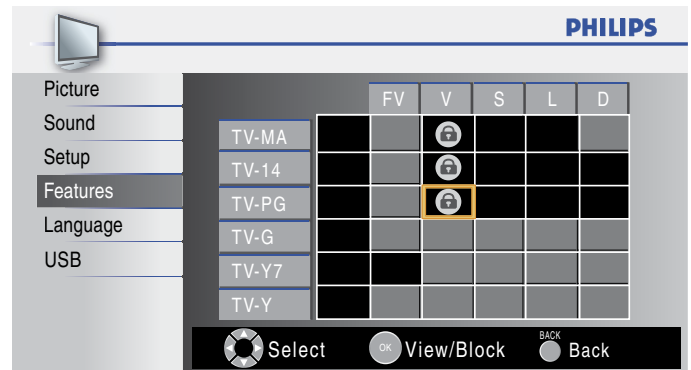 PHILIPS
Picture
Sound
Setup
Features
Language
USB
FV V S L D
TV-MA
TV-14
TV-PG
TV-G
TV-Y7
TV-Y
Select OK View/Block BACK Back